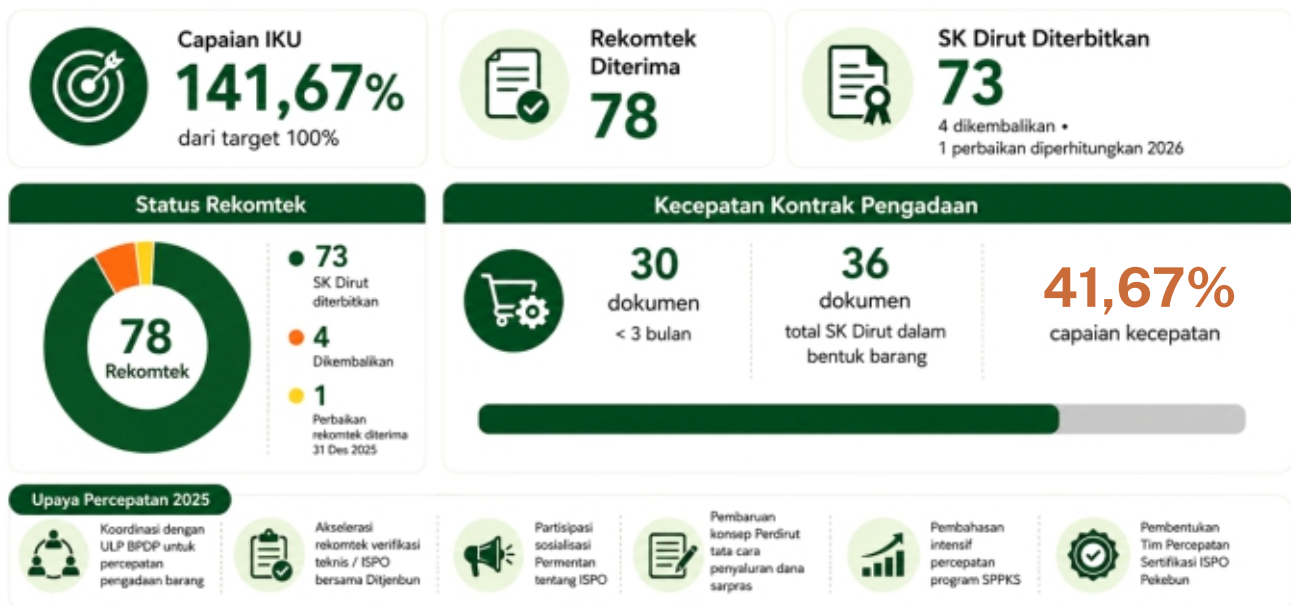 Capaian IKU
141,67%
dari target 100%
Rekomtek
Diterima
78
SK Dirut Diterbitkan
73
4 dikembalikan •
1 perbaikan diperhitungkan 2026
Status Rekomtek
78
Rekomtek
73
SK Dirut
diterbitkan
4
Dikembalikan
1
Perbaikan
rekomtek diterima
31 Des 2025
Kecepatan Kontrak Pengadaan
30
dokumen
< 3 bulan
36
dokumen
total SK Dirut dalam
bentuk barang
41,67%
capaian kecepatan
Upaya Percepatan 2025
Koordinasi dengan
ULP BPDP untuk
percepatan
pengadaan barang
Akselerasi
rekomtek verifikasi
teknis / ISPO
bersama Ditjenbun
Partisipasi
sosialisasi
Permentan
tentang ISPO
Pembaruan
konsep Perdirut
tata cara
penyaluran dana
sarpras
Pembahasan
intensif
percepatan
program SPPKS
Pembentukan
Tim Percepatan
Sertifikasi ISPO
Pekebun